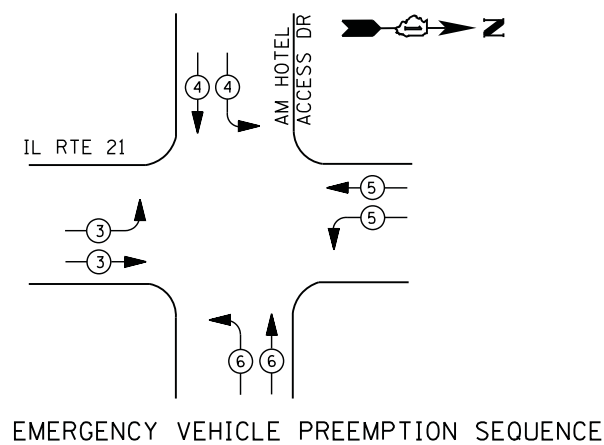 AM HOTEL
ACCESS DR
N
IL RTE 21
4 4
5
5
3
3
6 6
EMERGENCY VEHICLE PREEMPTION SEQUENCE